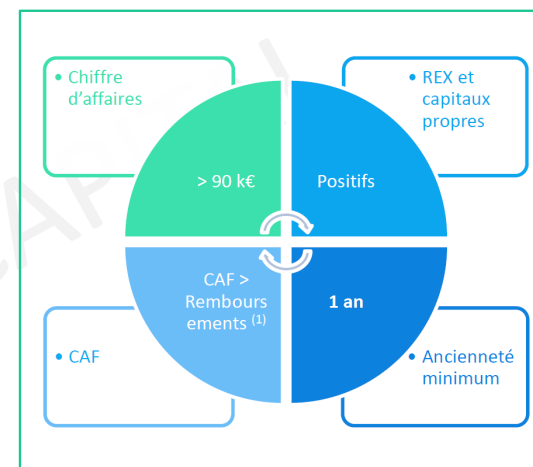 • Chiffre
d'affaires
• REX et
capitaux
propres
> 90 k€
Positifs
CAF >
Rembours
ements (1)
1 an
• CAF
• Ancienneté
minimum